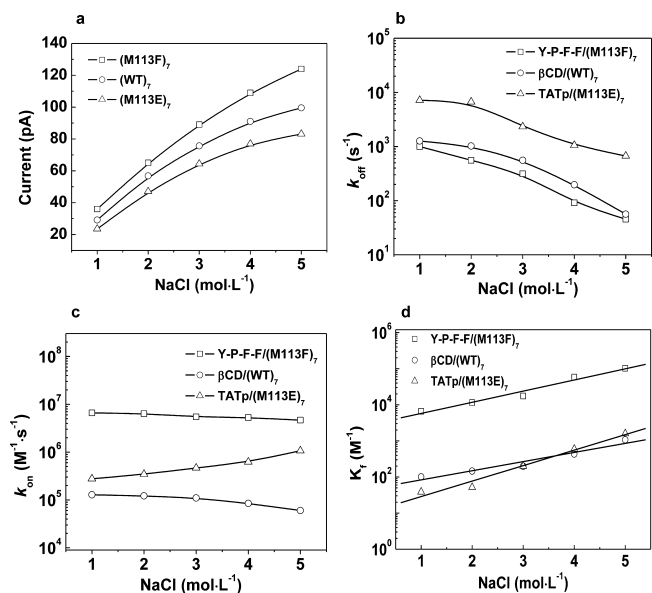 a
(M113F)7
(WT)7
(M113E)7
Current (pA)
140
120
100
80
60
40
20
1 2 3 4 5
NaCl (mol·L-1)
b
Y-P-F-F/(M113F)7
βCD/(WT)7
TATp/(M113E)7
koff (s-1)
10^5
10^4
10^3
10^2
10^1
1 2 3 4 5
NaCl (mol·L-1)
c
Y-P-F-F/(M113F)7
βCD/(WT)7
TATp/(M113E)7
kon (M-1·s-1)
10^8
10^7
10^6
10^5
10^4
1 2 3 4 5
NaCl (mol·L-1)
d
Y-P-F-F/(M113F)7
βCD/(WT)7
TATp/(M113E)7
Kf (M-1)
10^6
10^4
10^2
10^0
1 2 3 4 5
NaCl (mol·L-1)